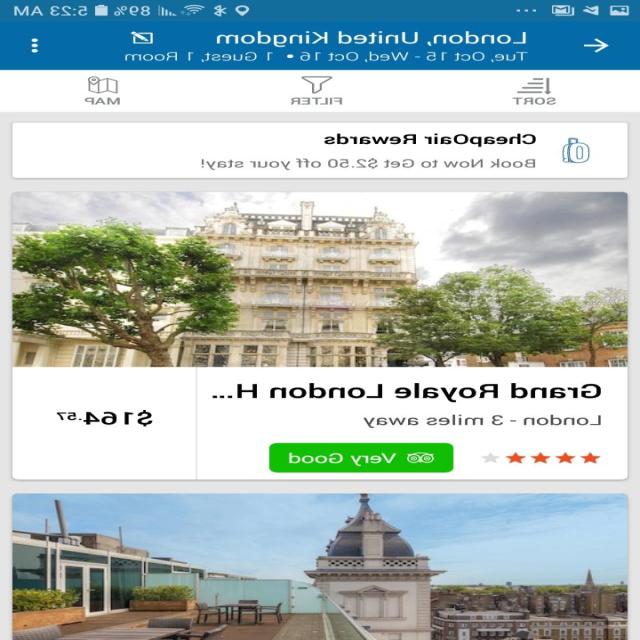 89% 5:23 AM
London, United Kingdom
Tue, Oct 15 - Wed, Oct 16 • 1 Guest, 1 Room
SORT FILTER MAP
CheapOair Rewards
Book Now to Get $2.50 off your stay!
Grand Royale London H...
London - 3 miles away
$164.57
Very Good